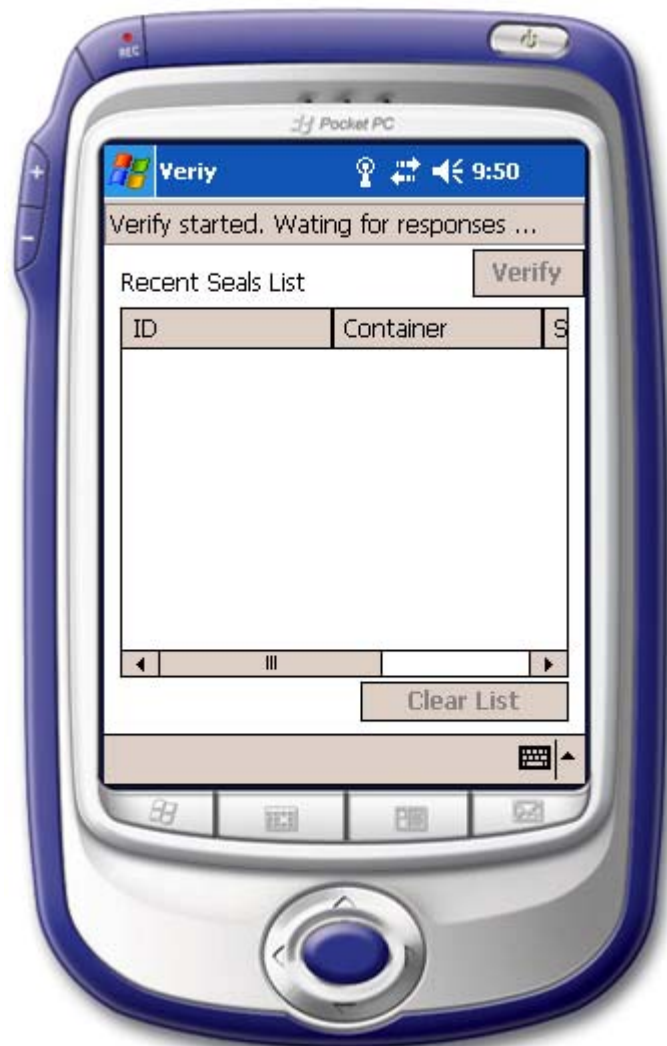 REC
Pocket PC
Veriy 9:50
Verify started. Wating for responses ...
Recent Seals List Verify
ID Container S
Clear List